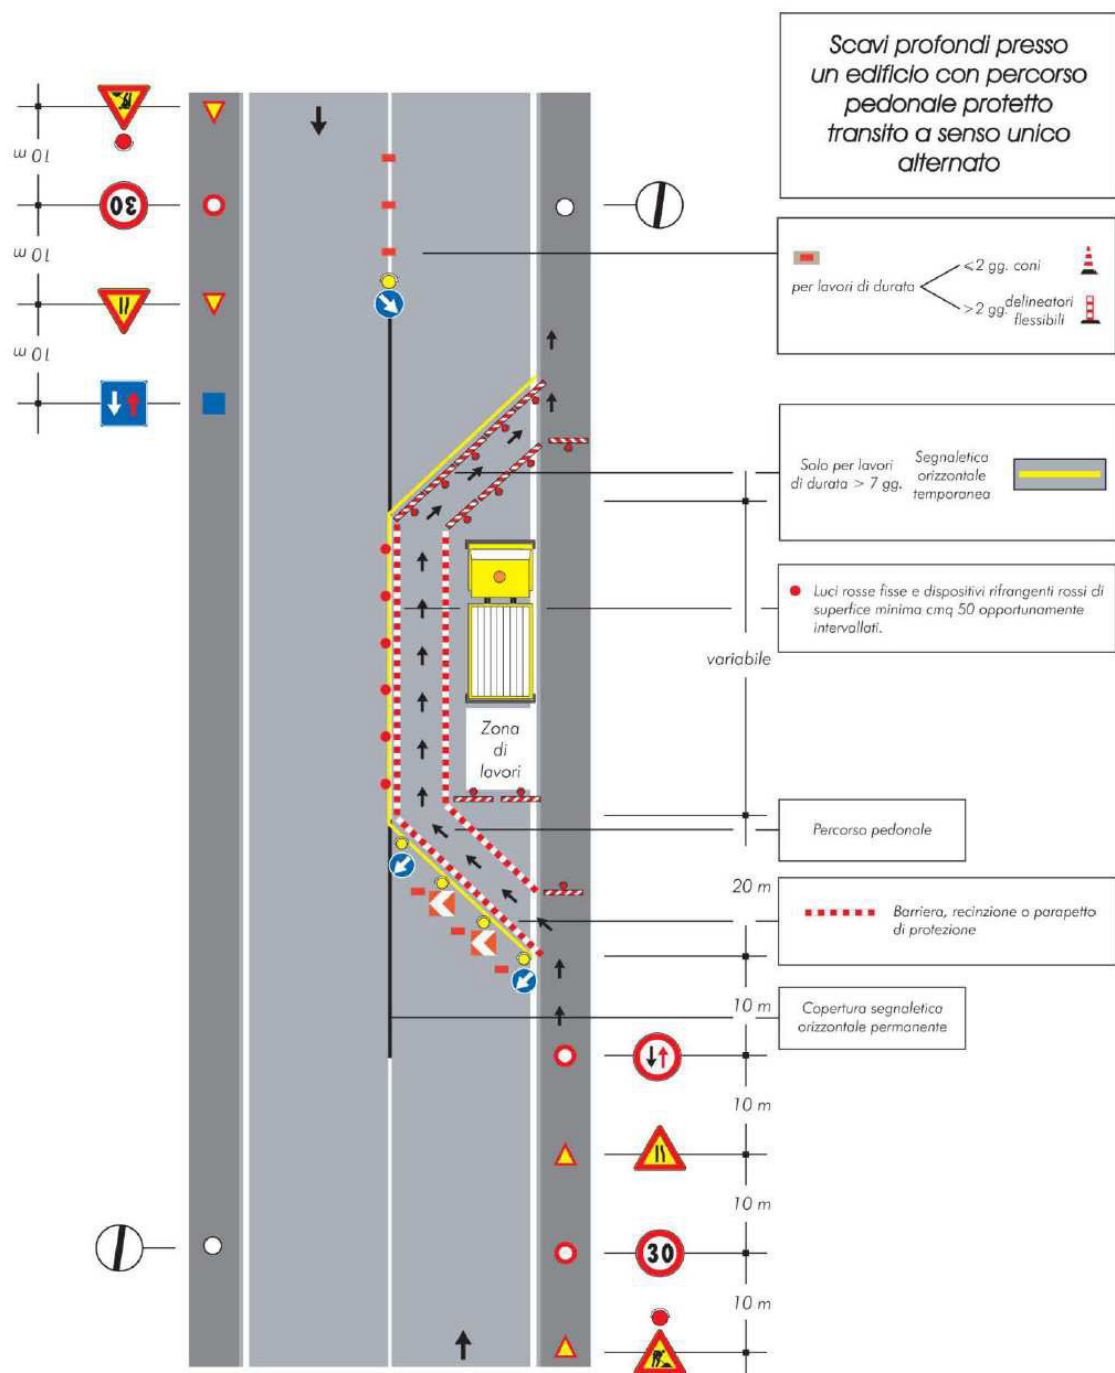 Scavi profondi presso
un edificio con percorso
pedonale protetto
transito a senso unico
alternato
10 m
30
10 m
10 m
per lavori di durata
⩽2 gg. coni
>2 gg. delineatori
flessibili
Solo per lavori
di durata > 7 gg.
Segnaletica
orizzontale
temporanea
Luci rosse fisse e dispositivi rifrangenti rossi di
superfice minima cmq 50 opportunamente
intervallati.
variabile
Zona
di
lavori
Percorso pedonale
20 m
Barriera, recinzione o parapetto
di protezione
10 m
Copertura segnaletica
orizzontale permanente
10 m
10 m
30
10 m